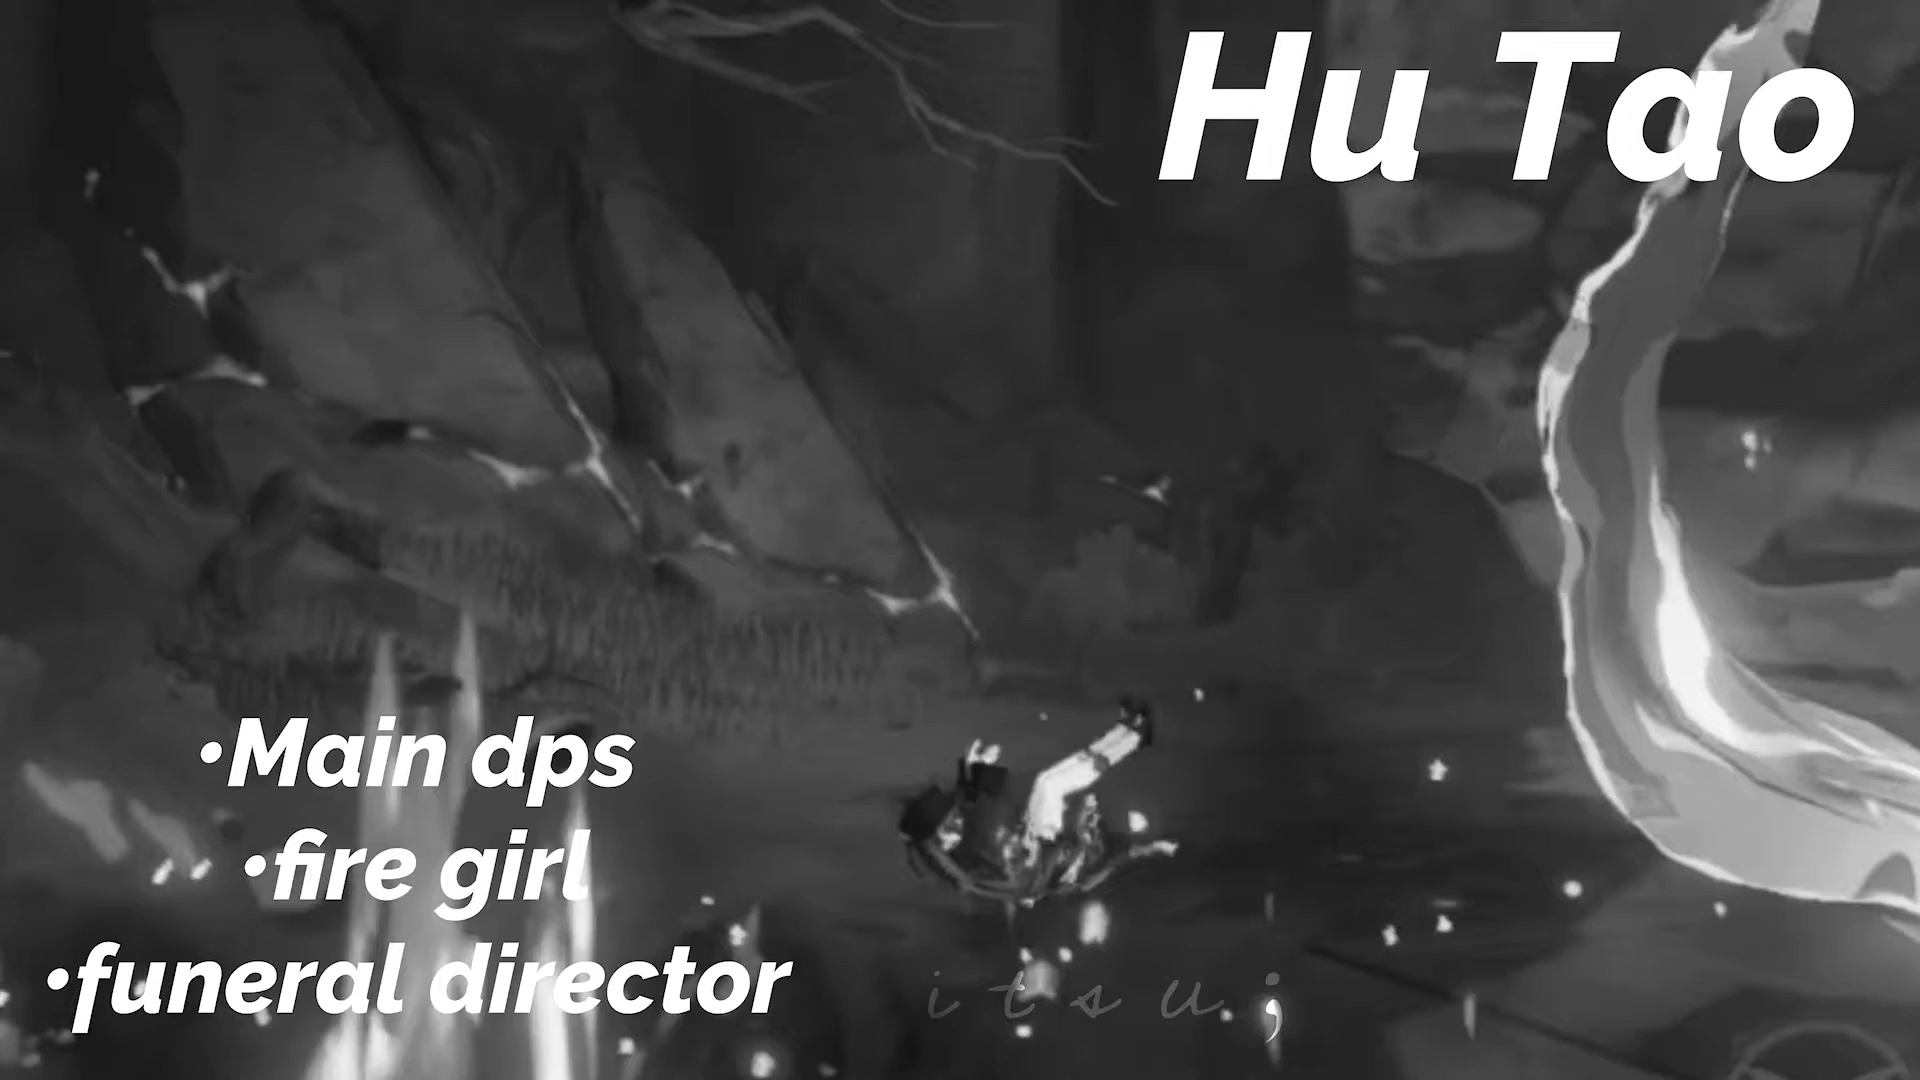 Hu Tao
•Main dps
•fire girl
•funeral director
itsu;